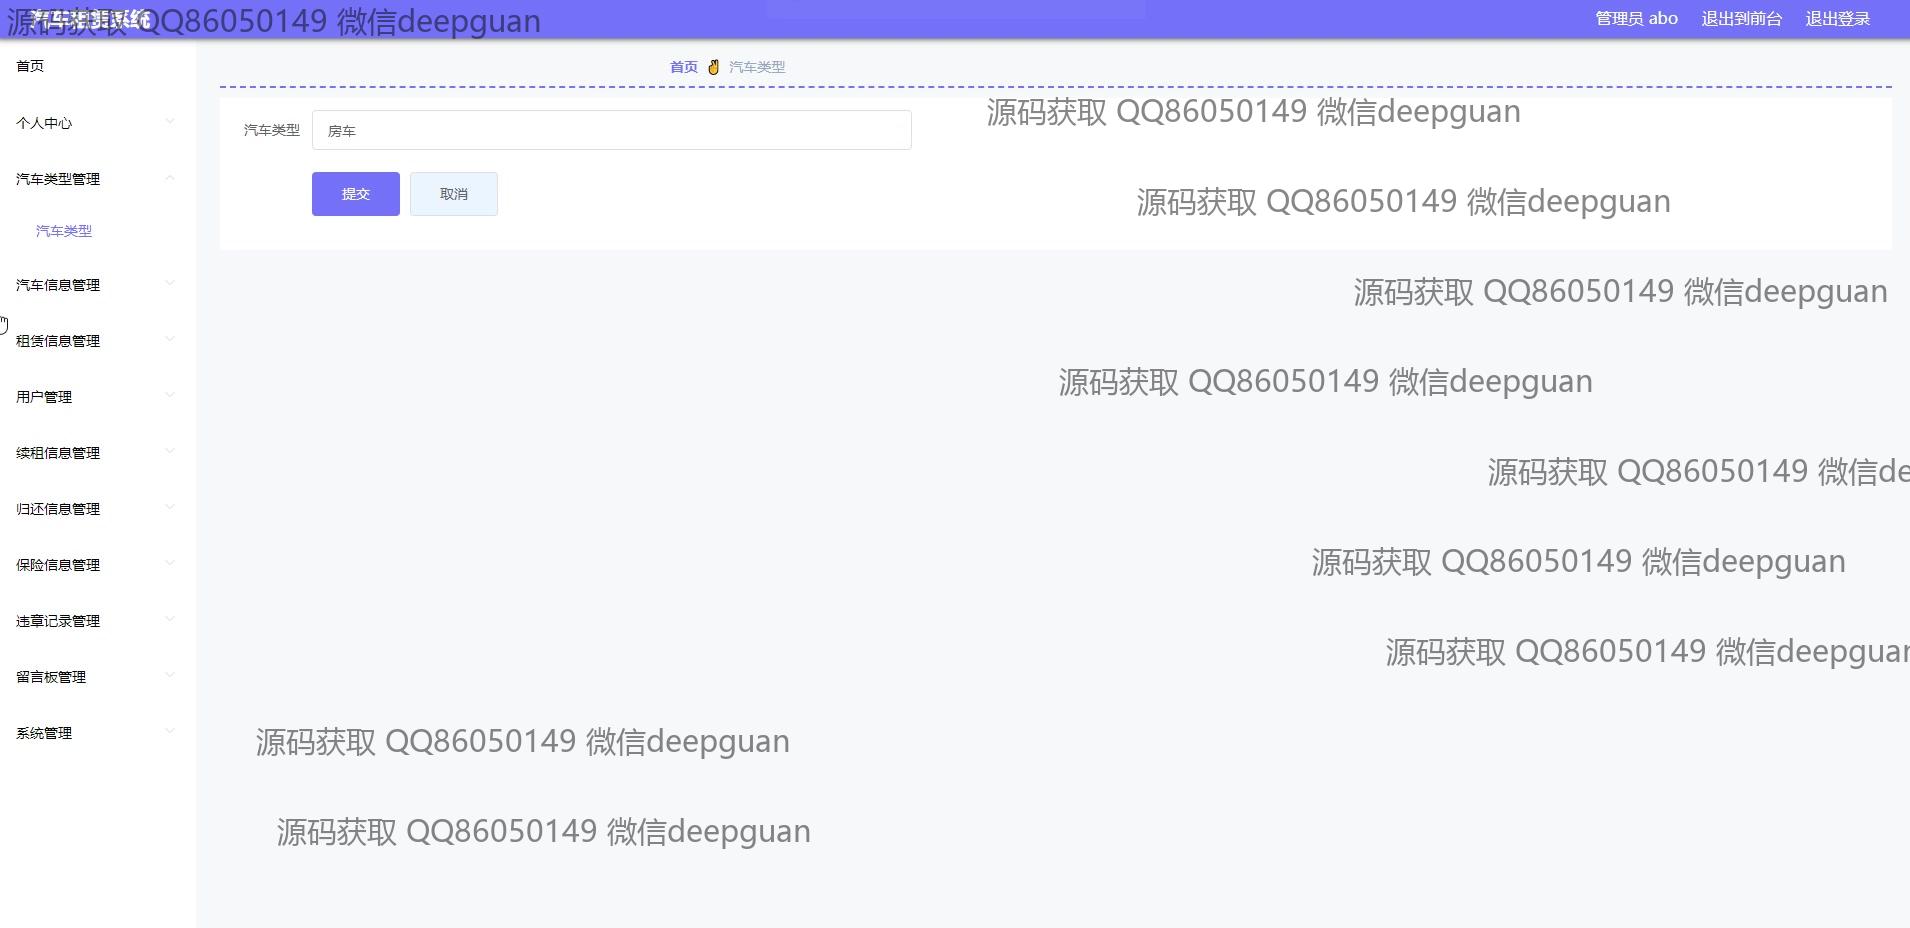 汽车租赁系统
源码获取 QQ86050149 微信deepguan
管理员 abo 退出到前台 退出登录
首页
个人中心
汽车类型管理
汽车类型
汽车信息管理
租赁信息管理
用户管理
续租信息管理
归还信息管理
保险信息管理
违章记录管理
留言板管理
系统管理
首页 汽车类型
汽车类型 房车
提交 取消
源码获取 QQ86050149 微信deepguan
源码获取 QQ86050149 微信deepguan
源码获取 QQ86050149 微信deepguan
源码获取 QQ86050149 微信deepguan
源码获取 QQ86050149 微信de
源码获取 QQ86050149 微信deepguan
源码获取 QQ86050149 微信deepguan
源码获取 QQ86050149 微信deepguan
源码获取 QQ86050149 微信deepguan